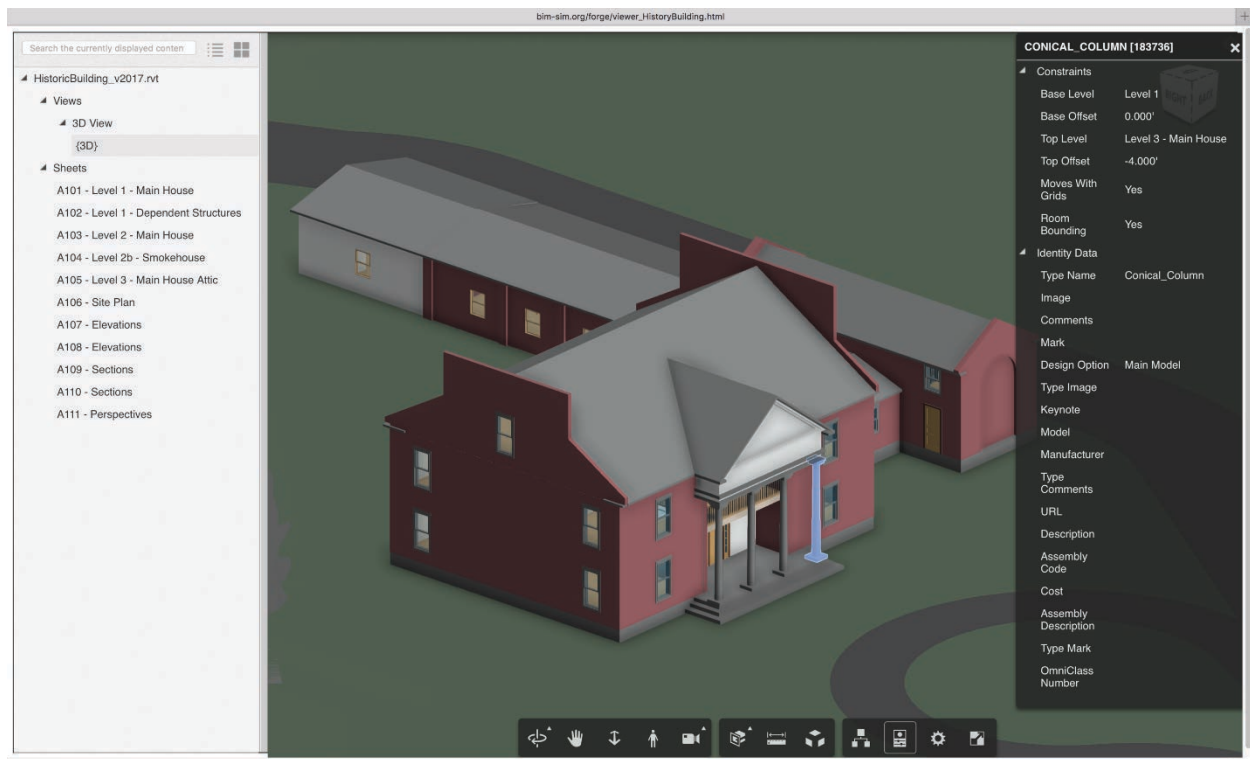 bim-sim.org/forge/viewer_HistoryBuilding.html
Search the currently displayed conten
HistoricBuilding_v2017.rvt
Views
3D View
{3D}
Sheets
A101 - Level 1 - Main House
A102 - Level 1 - Dependent Structures
A103 - Level 2 - Main House
A104 - Level 2b - Smokehouse
A105 - Level 3 - Main House Attic
A106 - Site Plan
A107 - Elevations
A108 - Elevations
A109 - Sections
A110 - Sections
A111 - Perspectives
CONICAL_COLUMN [183736]
Constraints
Base Level Level 1
Base Offset 0.000'
Top Level Level 3 - Main House
Top Offset -4.000'
Moves With
Grids Yes
Room
Bounding Yes
Identity Data
Type Name Conical_Column
Image
Comments
Mark
Design Option Main Model
Type Image
Keynote
Model
Manufacturer
Type
Comments
URL
Description
Assembly
Code
Cost
Assembly
Description
Type Mark
OmniClass
Number
RIGHT BACK